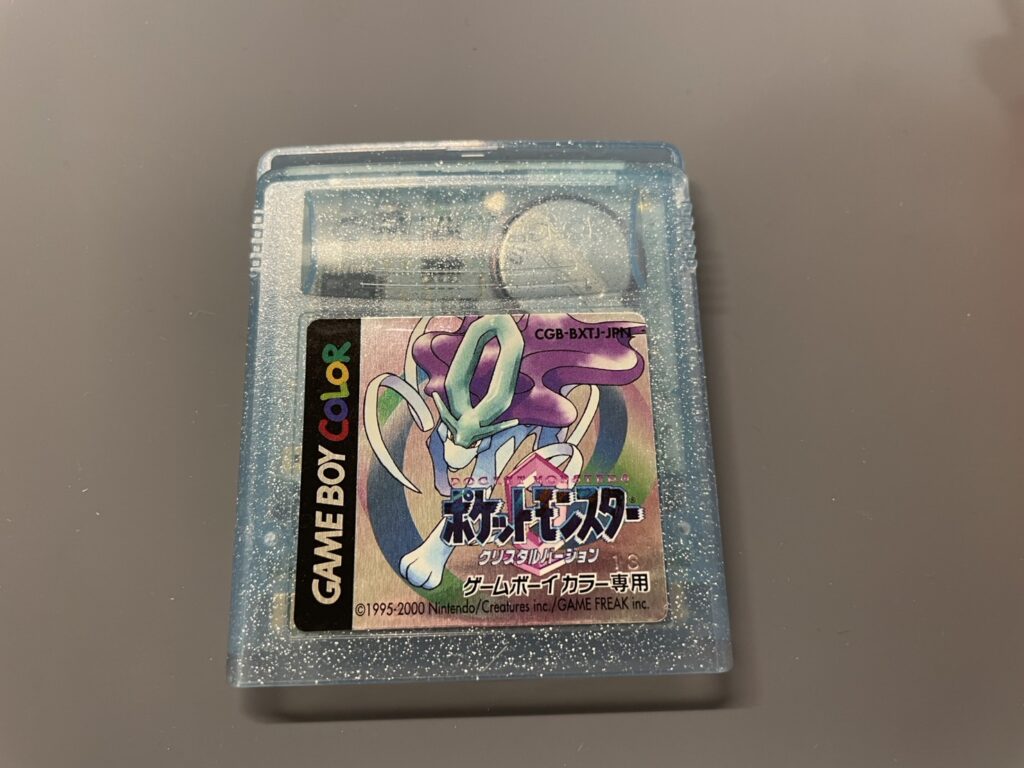 GAME BOY COLOR
CGB-BXTJ-JPN
POCKET MONSTERS
ポケットモンスター
クリスタルバージョン
ゲームボーイカラー専用
©1995-2000 Nintendo/Creatures inc./GAME FREAK inc.